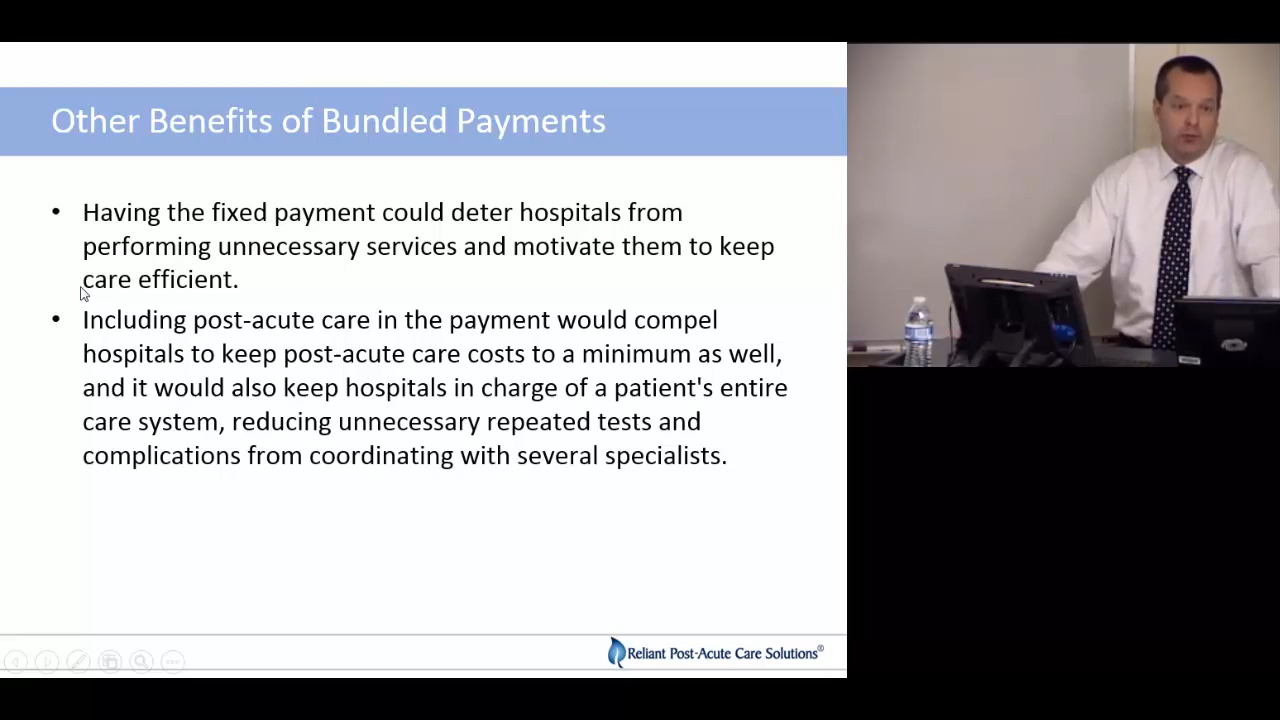 Other Benefits of Bundled Payments
• Having the fixed payment could deter hospitals from
performing unnecessary services and motivate them to keep
care efficient.
• Including post-acute care in the payment would compel
hospitals to keep post-acute care costs to a minimum as well,
and it would also keep hospitals in charge of a patient's entire
care system, reducing unnecessary repeated tests and
complications from coordinating with several specialists.
Reliant Post-Acute Care Solutions®